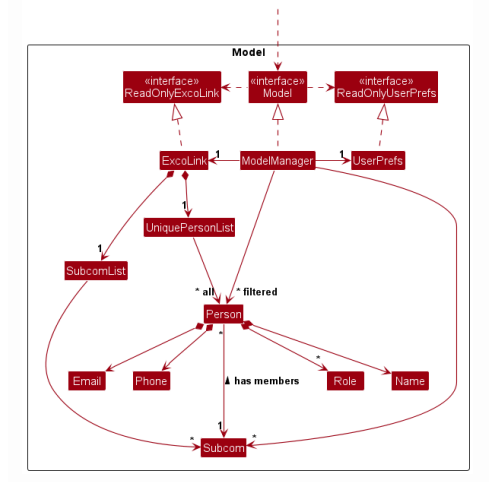 Model
«interface»
ReadOnlyExcoLink
«interface»
Model
«interface»
ReadOnlyUserPrefs
ExcoLink
1
ModelManager
1
UserPrefs
1
UniquePersonList
1
SubcomList
* all
* filtered
Person
*
*
Email
Phone
has members
Role
Name
*
1
*
Subcom